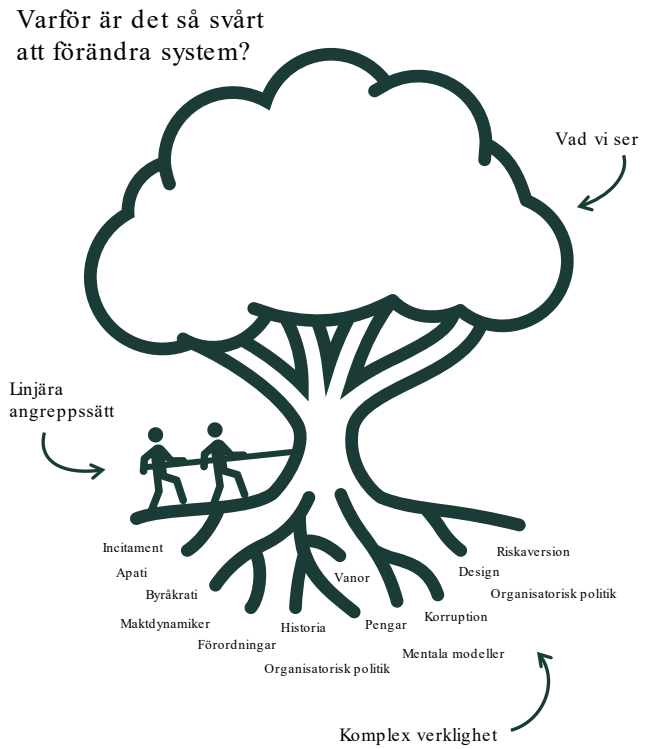 Varför är det så svårt
att förändra system?
Vad vi ser
Linjära
angreppssätt
Incitament
Riskaversion
Apati
Vanor
Design
Byråkrati
Organisatorisk politik
Maktdynamiker
Historia
Pengar
Korruption
Förordningar
Mentala modeller
Organisatorisk politik
Komplex verklighet